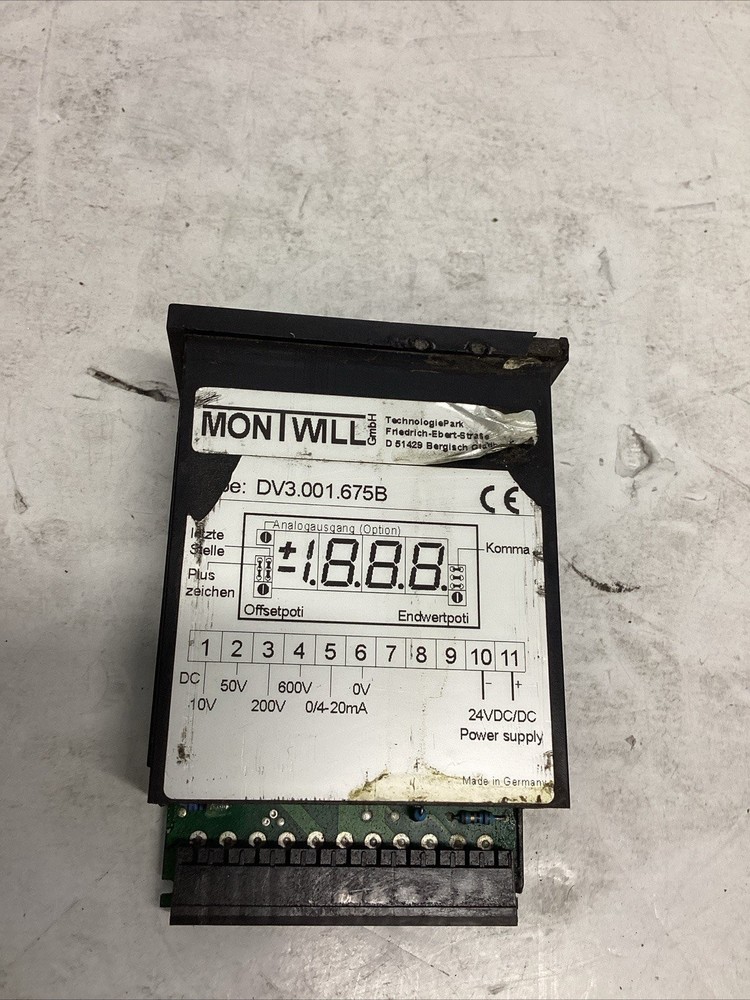 MONTWILL GmbH
TechnologiePark
Friedrich-Ebert-Straße
D 51429 Bergisch
DV3.001.675B CE
Analogausgang (Option)
letzte
Stelle
±1.8.8.8.
Komma
Plus
zeichen
Offsetpoti Endwertpoti
1 2 3 4 5 6 7 8 9 10 11
DC 50V 600V 0V - +
10V 200V 0/4-20mA 24VDC/DC
Power supply
Made in Germany